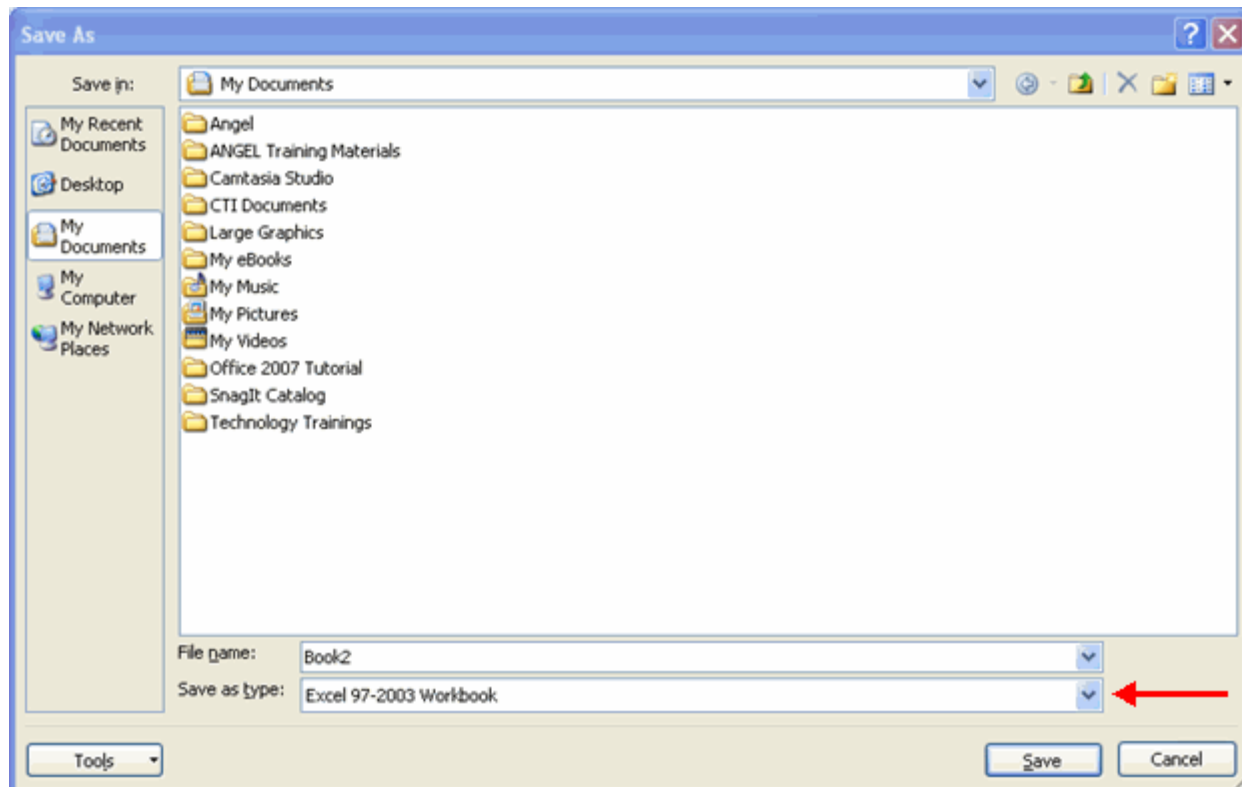 Save As
Save in:
My Documents
My Recent
Documents
Desktop
My
Documents
My
Computer
My Network
Places
Angel
ANGEL Training Materials
Camtasia Studio
CTI Documents
Large Graphics
My eBooks
My Music
My Pictures
My Videos
Office 2007 Tutorial
SnagIt Catalog
Technology Trainings
File name:
Book2
Save as type:
Excel 97-2003 Workbook
Tools
Save
Cancel